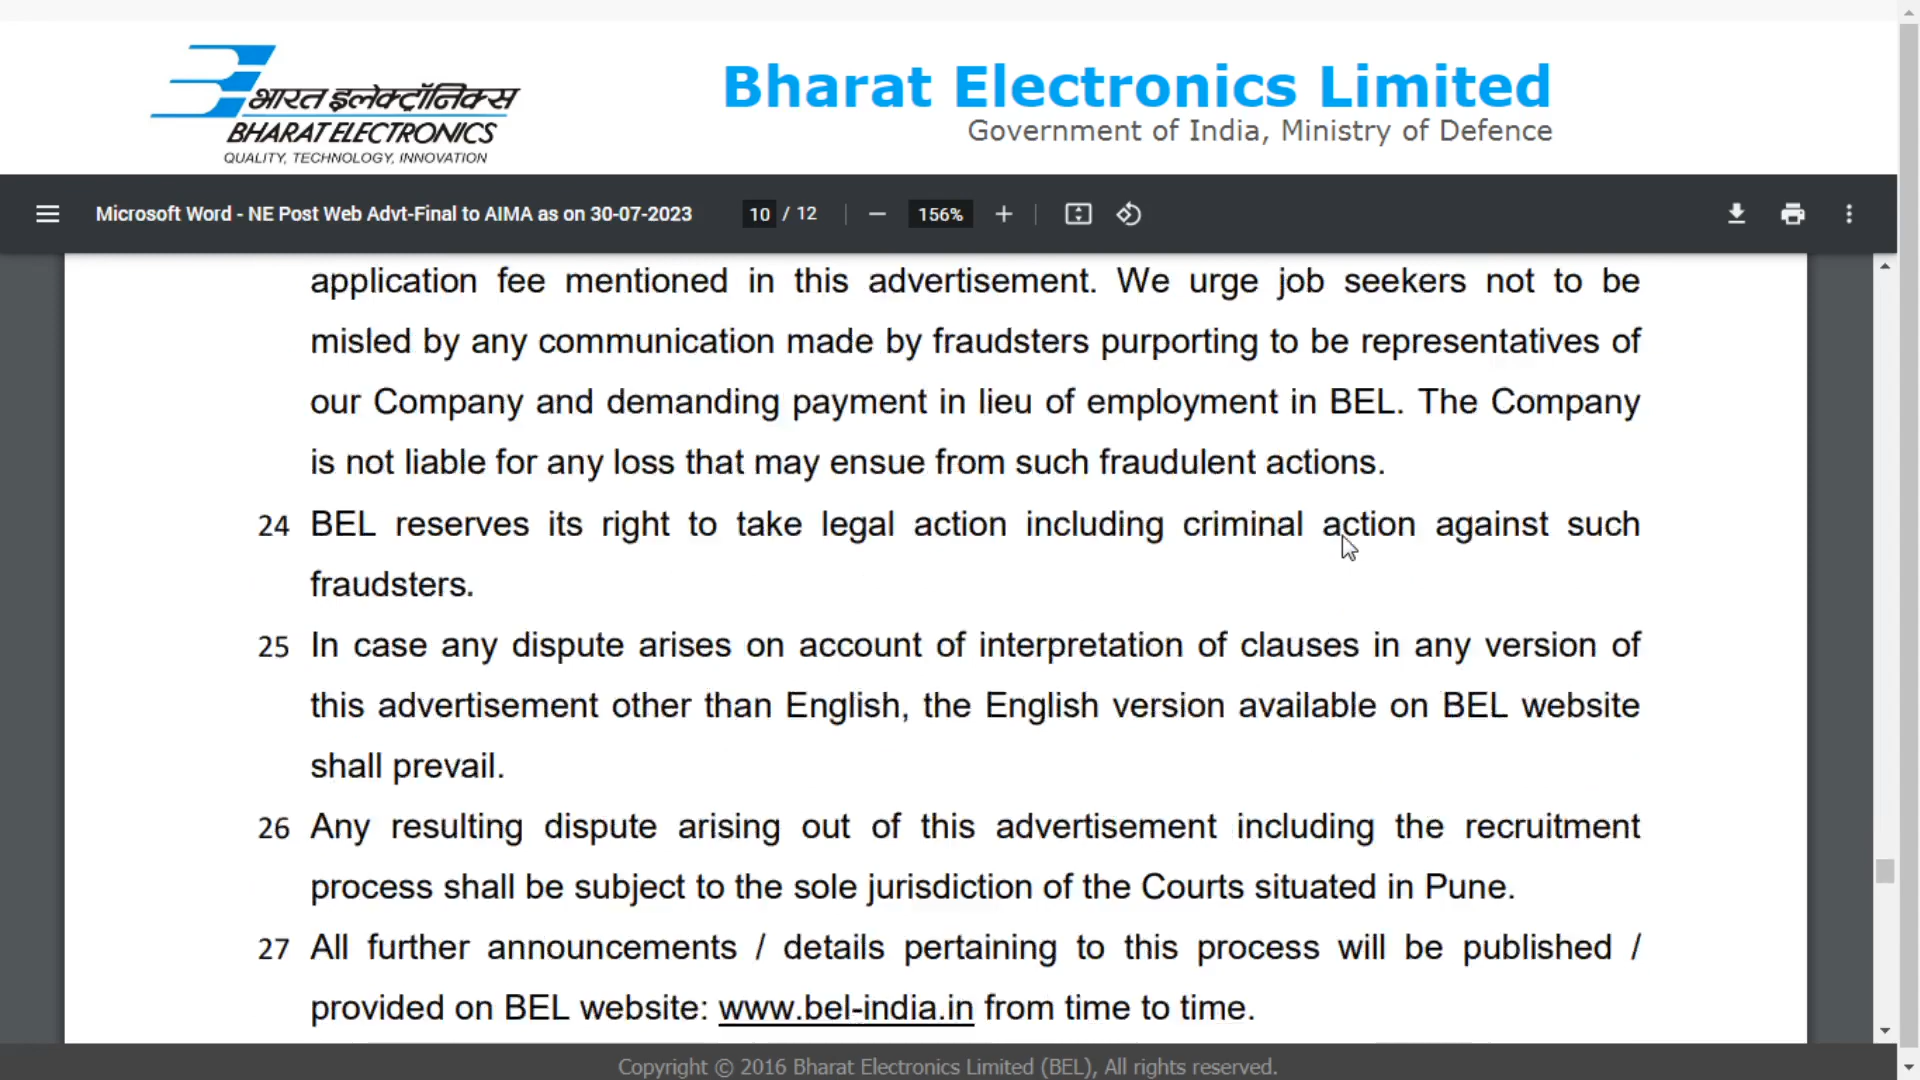 भारत इलेक्ट्रॉनिक्स
BHARAT ELECTRONICS
QUALITY, TECHNOLOGY, INNOVATION
Bharat Electronics Limited
Government of India, Ministry of Defence
Microsoft Word - NE Post Web Advt-Final to AIMA as on 30-07-2023 10 / 12 156%
application fee mentioned in this advertisement. We urge job seekers not to be
misled by any communication made by fraudsters purporting to be representatives of
our Company and demanding payment in lieu of employment in BEL. The Company
is not liable for any loss that may ensue from such fraudulent actions.
24 BEL reserves its right to take legal action including criminal action against such
fraudsters.
25 In case any dispute arises on account of interpretation of clauses in any version of
this advertisement other than English, the English version available on BEL website
shall prevail.
26 Any resulting dispute arising out of this advertisement including the recruitment
process shall be subject to the sole jurisdiction of the Courts situated in Pune.
27 All further announcements / details pertaining to this process will be published /
provided on BEL website: www.bel-india.in from time to time.
Copyright © 2016 Bharat Electronics Limited (BEL), All rights reserved.